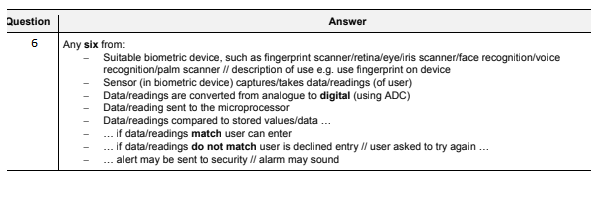 Question Answer
6 Any six from:
– Suitable biometric device, such as fingerprint scanner/retina/eye/iris scanner/face recognition/voice
recognition/palm scanner // description of use e.g. use fingerprint on device
– Sensor (in biometric device) captures/takes data/readings (of user)
– Data/readings are converted from analogue to digital (using ADC)
– Data/reading sent to the microprocessor
– Data/readings compared to stored values/data …
– … if data/readings match user can enter
– … if data/readings do not match user is declined entry // user asked to try again …
– … alert may be sent to security // alarm may sound